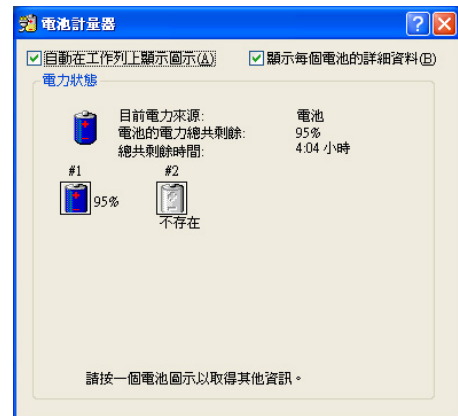 電池計量器
自動在工作列上顯示圖示(A)
顯示每個電池的詳細資料(B)
電力狀態
目前電力來源: 電池
電池的電力總共剩餘: 95%
總共剩餘時間: 4:04 小時
#1 #2
95%
不存在
請按一個電池圖示以取得其他資訊。